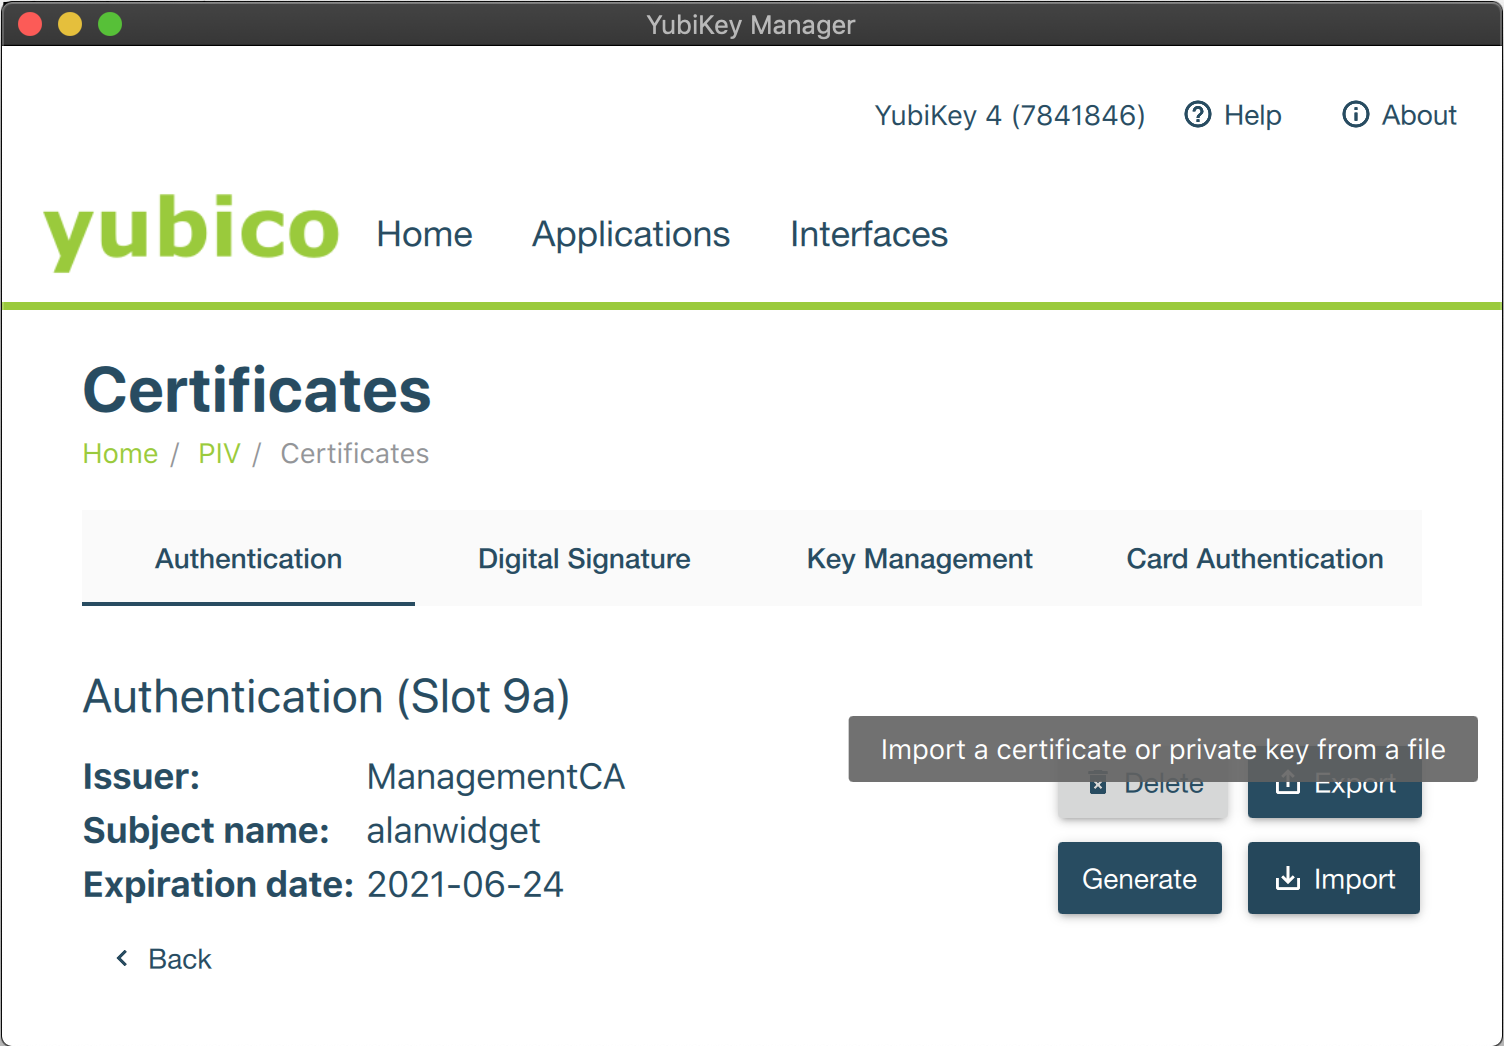 YubiKey Manager
YubiKey 4 (7841846) Help About
yubico Home Applications Interfaces
Certificates
Home / PIV / Certificates
Authentication Digital Signature Key Management Card Authentication
Authentication (Slot 9a)
Import a certificate or private key from a file
Issuer: ManagementCA
Delete Export
Subject name: alanwidget
Expiration date: 2021-06-24
Generate Import
Back